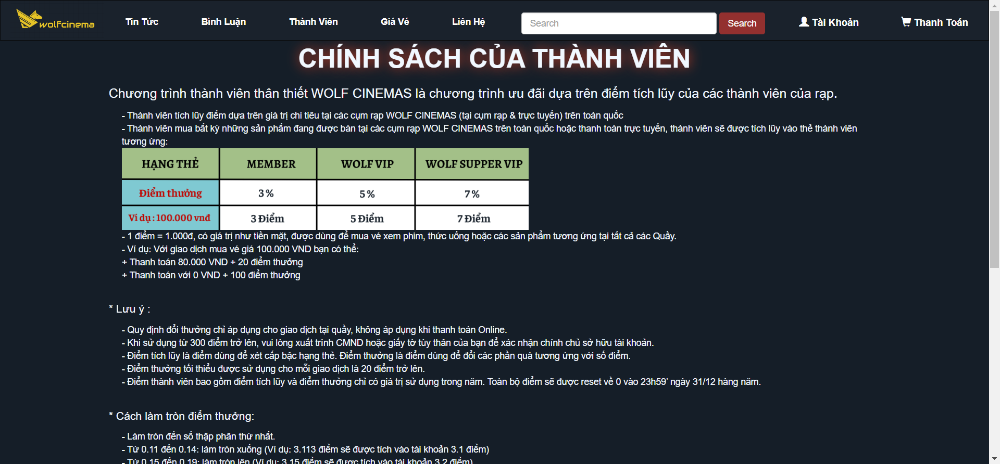 wolfcinema
Tin Tức
Bình Luận
Thành Viên
Giá Vé
Liên Hệ
Search
Search
Tài Khoản
Thanh Toán
CHÍNH SÁCH CỦA THÀNH VIÊN
Chương trình thành viên thân thiết WOLF CINEMAS là chương trình ưu đãi dựa trên điểm tích lũy của các thành viên của rạp.
- Thành viên tích lũy điểm dựa trên giá trị chi tiêu tại các cụm rạp WOLF CINEMAS (tại cụm rạp & trực tuyến) trên toàn quốc
- Thành viên mua bất kỳ những sản phẩm đang được bán tại các cụm rạp WOLF CINEMAS trên toàn quốc hoặc thanh toán trực tuyến, thành viên sẽ được tích lũy vào thẻ thành viên
tương ứng:
HẠNG THẺ MEMBER WOLF VIP WOLF SUPPER VIP
Điểm thưởng 3% 5% 7%
Ví dụ : 100.000 vnđ 3 Điểm 5 Điểm 7 Điểm
- 1 điểm = 1.000đ, có giá trị như tiền mặt, được dùng để mua vé xem phim, thức uống hoặc các sản phẩm tương ứng tại tất cả các Quầy.
- Ví dụ: Với giao dịch mua vé giá 100.000 VND bạn có thể:
+ Thanh toán 80.000 VND + 20 điểm thưởng
+ Thanh toán với 0 VND + 100 điểm thưởng
* Lưu ý :
- Quy định đổi thưởng chỉ áp dụng cho giao dịch tại quầy, không áp dụng khi thanh toán Online.
- Khi sử dụng từ 300 điểm trở lên, vui lòng xuất trình CMND hoặc giấy tờ tùy thân của bạn để xác nhận chính chủ sở hữu tài khoản.
- Điểm tích lũy là điểm dùng để xét cấp bậc hạng thẻ. Điểm thưởng là điểm dùng để đổi các phần quà tương ứng với số điểm.
- Điểm thưởng tối thiểu được sử dụng cho mỗi giao dịch là 20 điểm trở lên.
- Điểm thành viên bao gồm điểm tích lũy và điểm thưởng chỉ có giá trị sử dụng trong năm. Toàn bộ điểm sẽ được reset về 0 vào 23h59’ ngày 31/12 hàng năm.
* Cách làm tròn điểm thưởng:
- Làm tròn đến số thập phân thứ nhất.
- Từ 0.11 đến 0.14: làm tròn xuống (Ví dụ: 3.113 điểm sẽ được tích vào tài khoản 3.1 điểm)
- Từ 0.15 đến 0.19: làm tròn lên (Ví dụ: 3.15 điểm sẽ được tích vào tài khoản 3.2 điểm)